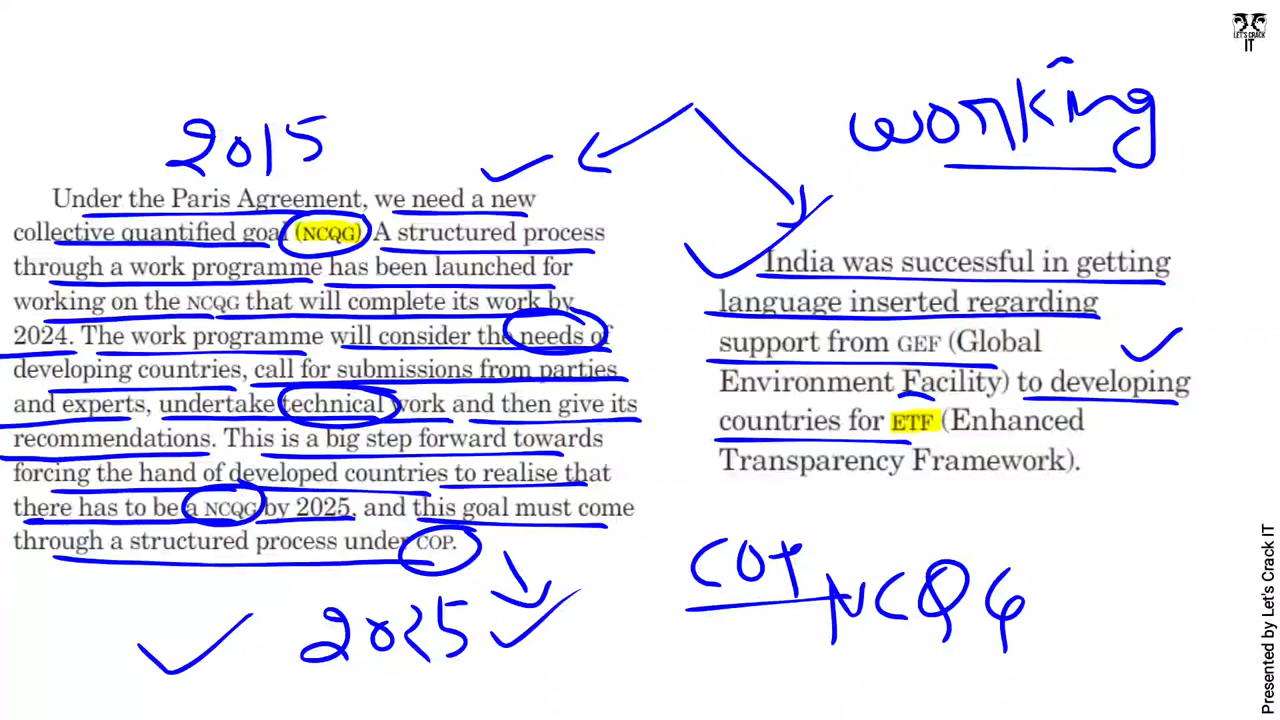 LET'S CRACK
IT
working
2015
Under the Paris Agreement, we need a new
collective quantified goal (NCQG). A structured process
through a work programme has been launched for
working on the NCQG that will complete its work by
2024. The work programme will consider the needs of
developing countries, call for submissions from parties
and experts, undertake technical work and then give its
recommendations. This is a big step forward towards
forcing the hand of developed countries to realise that
there has to be a NCQG by 2025, and this goal must come
through a structured process under COP.
2025
India was successful in getting
language inserted regarding
support from GEF (Global
Environment Facility) to developing
countries for ETF (Enhanced
Transparency Framework).
COP
NCQG
Presented by Let's Crack IT